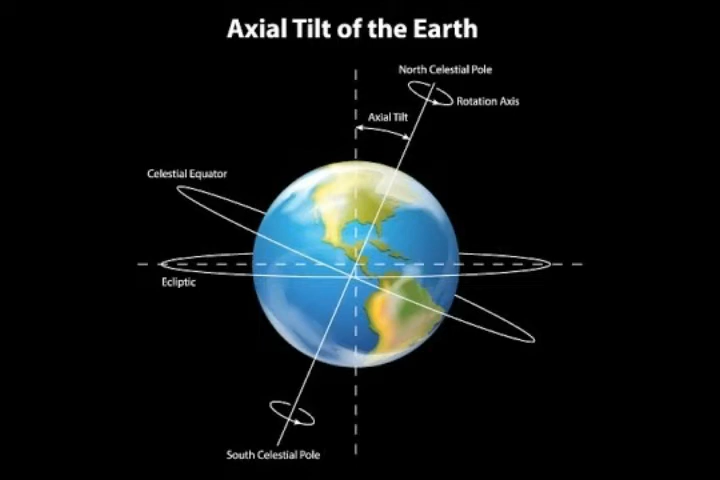 Axial Tilt of the Earth
North Celestial Pole
Rotation Axis
Axial Tilt
Celestial Equator
Ecliptic
South Celestial Pole